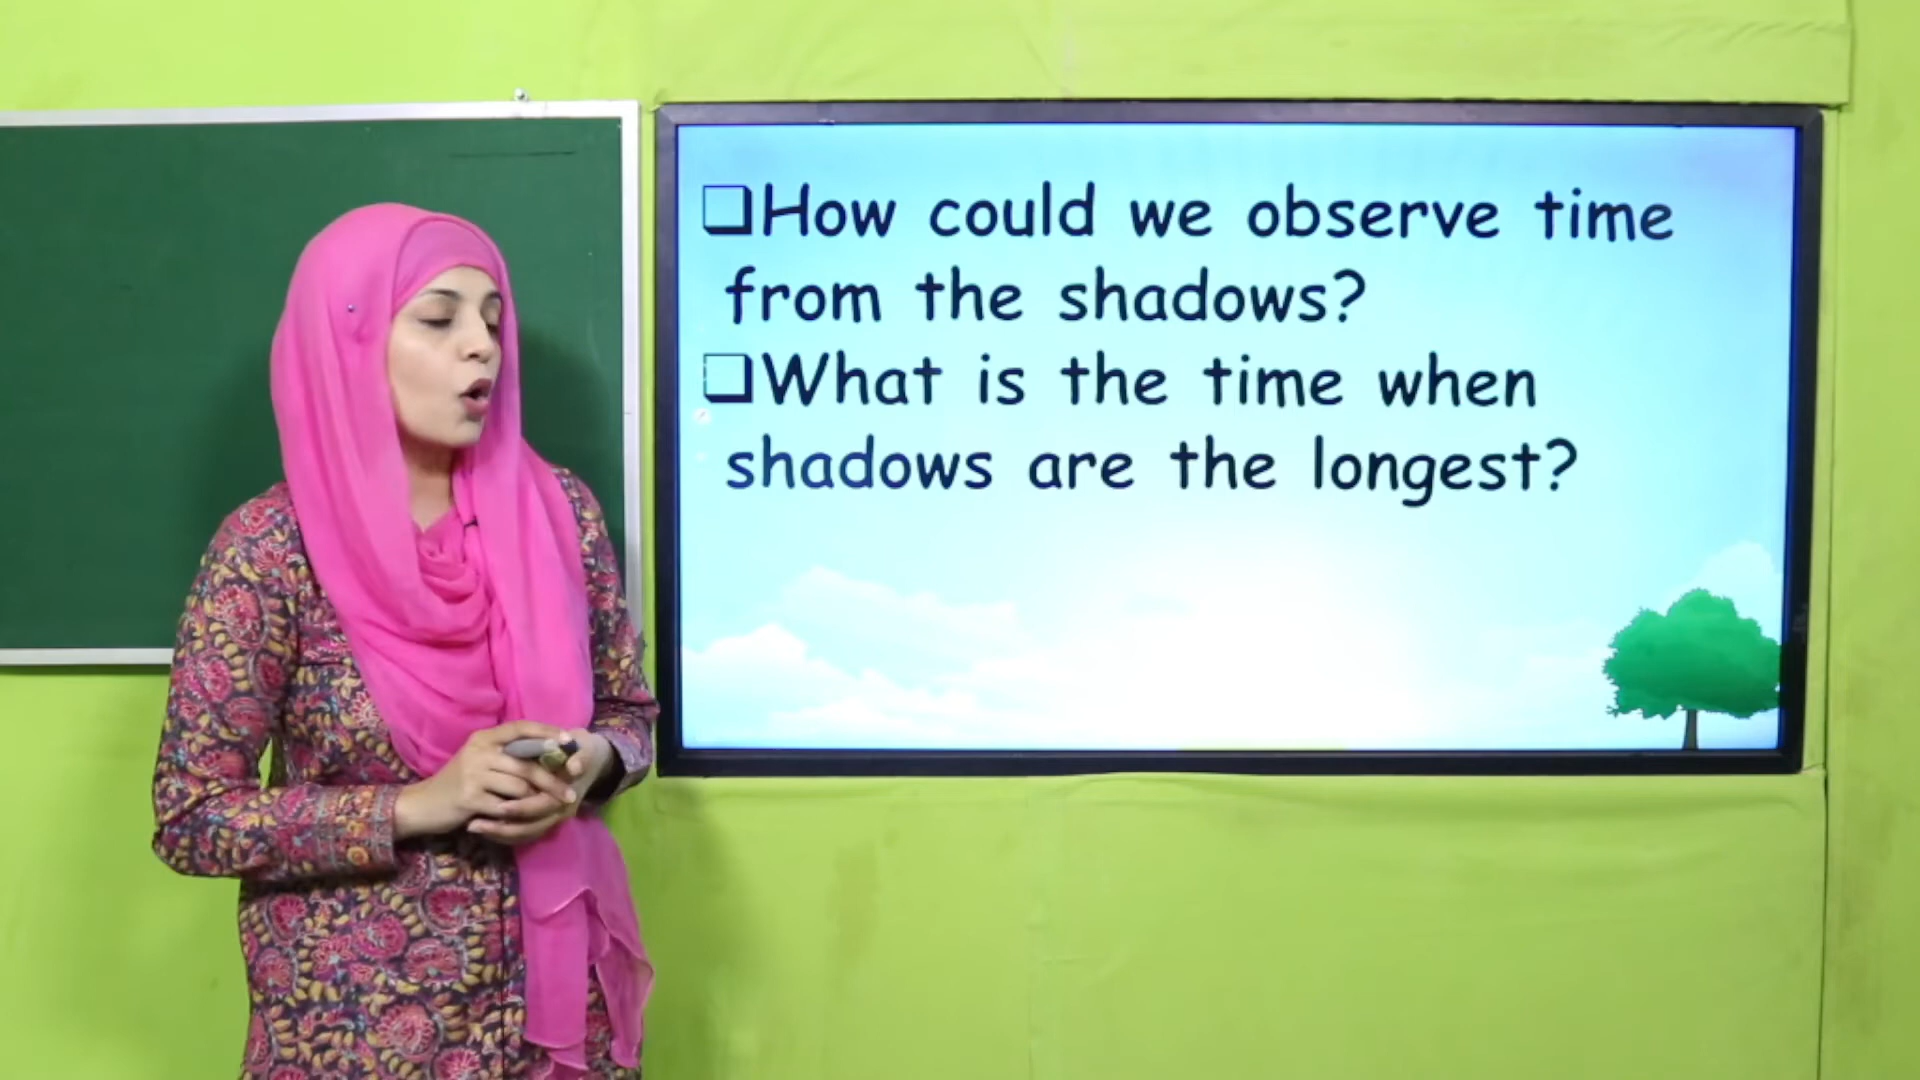 ❑How could we observe time
from the shadows?
❑What is the time when
shadows are the longest?